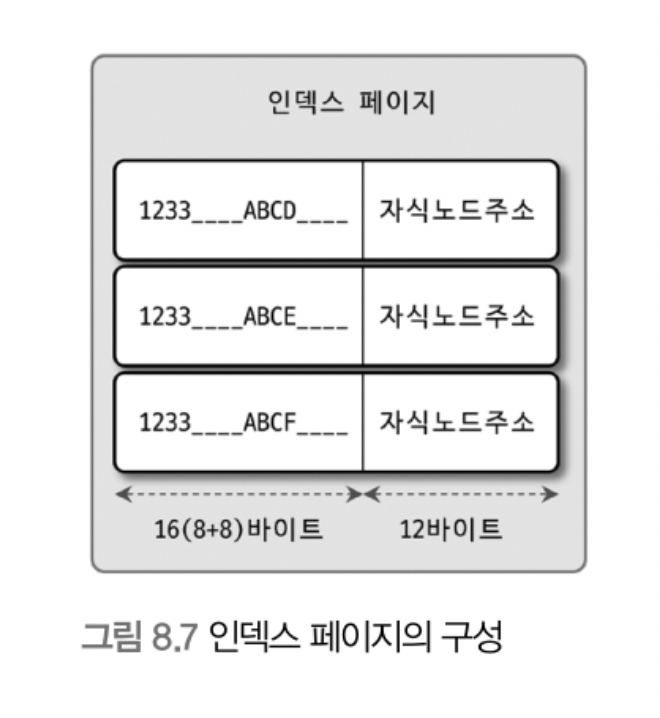 인덱스 페이지
1233____ABCD____ 자식노드주소
1233____ABCE____ 자식노드주소
1233____ABCF____ 자식노드주소
16(8+8)바이트 12바이트
그림 8.7 인덱스 페이지의 구성